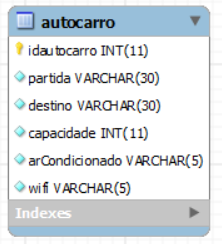 autocarro
idautocarro INT(11)
partida VARCHAR(30)
destino VARCHAR(30)
capacidade INT(11)
arCondicionado VARCHAR(5)
wifi VARCHAR(5)
Indexes